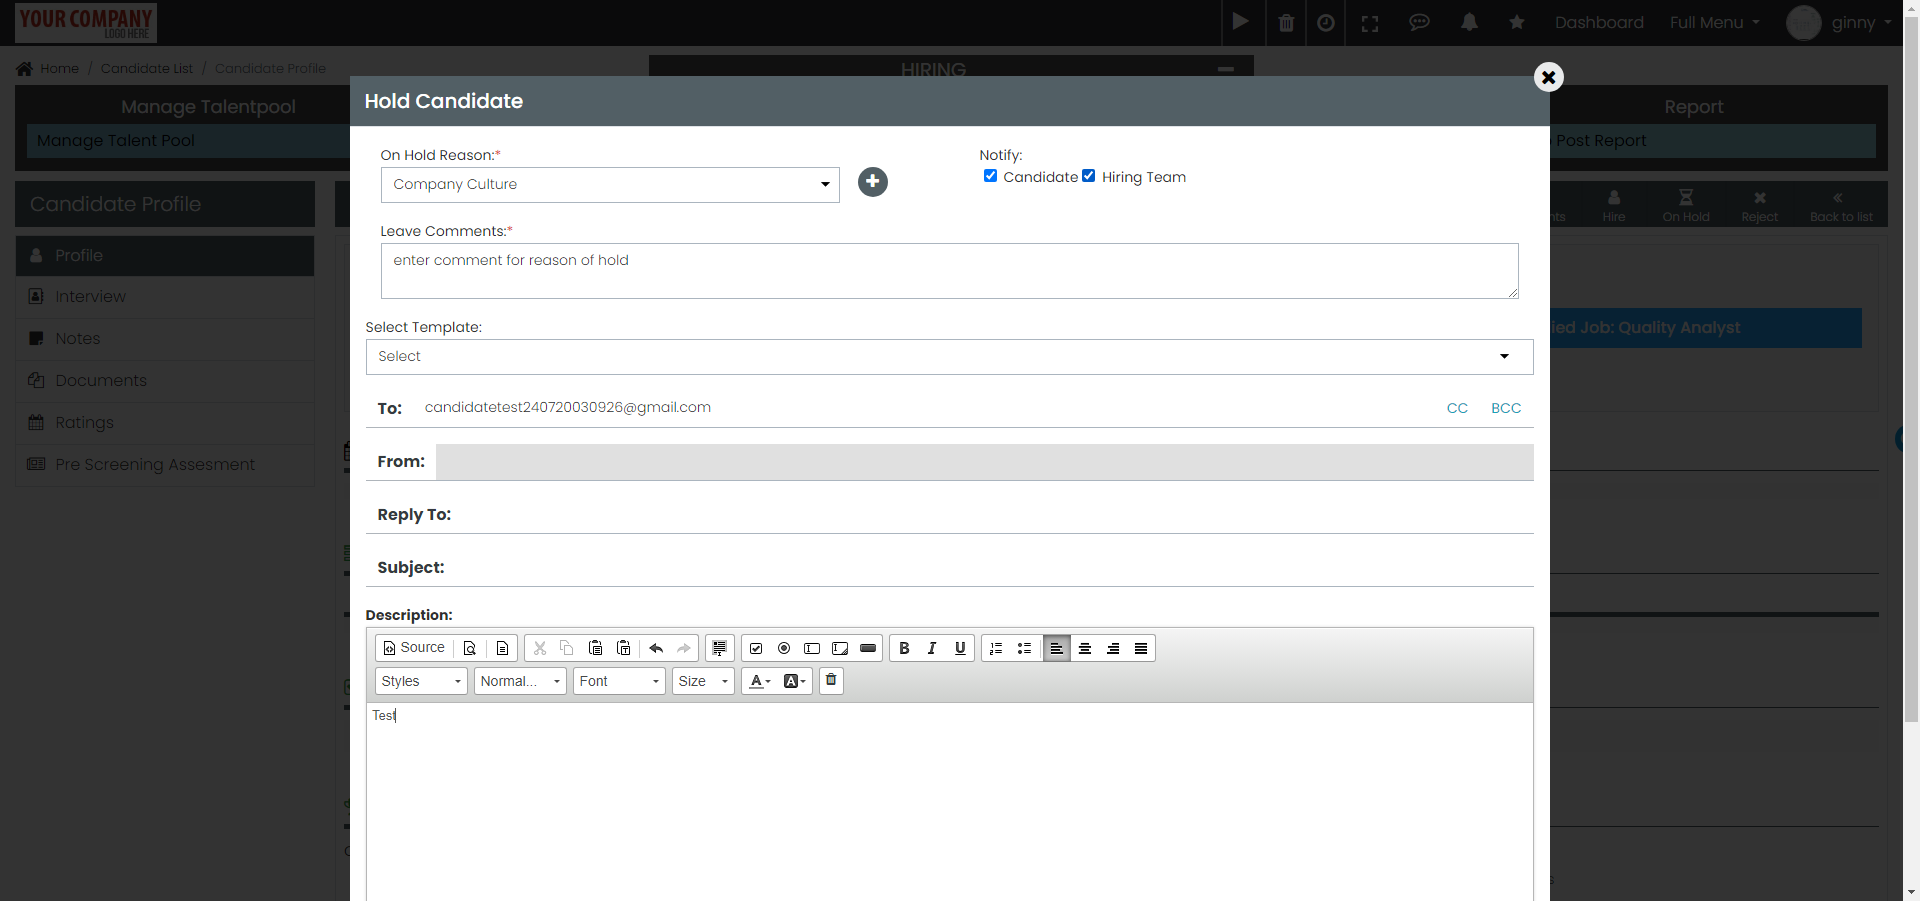 YOUR COMPANY
LOGO HERE
Dashboard
Full Menu
ginny
Home / Candidate List / Candidate Profile
HIRING
Manage Talentpool
Manage Talent Pool
Report
Post Report
Hold Candidate
On Hold Reason:*
Company Culture
Notify:
Candidate
Hiring Team
Leave Comments:*
enter comment for reason of hold
Candidate Profile
Profile
Interview
Notes
Documents
Ratings
Pre Screening Assesment
nts
Hire
On Hold
Reject
Back to list
ied Job: Quality Analyst
Select Template:
Select
To: candidatetest240720030926@gmail.com
CC
BCC
From:
Reply To:
Subject:
Description:
Source
B I U
Styles
Normal...
Font
Size
A
A
Test